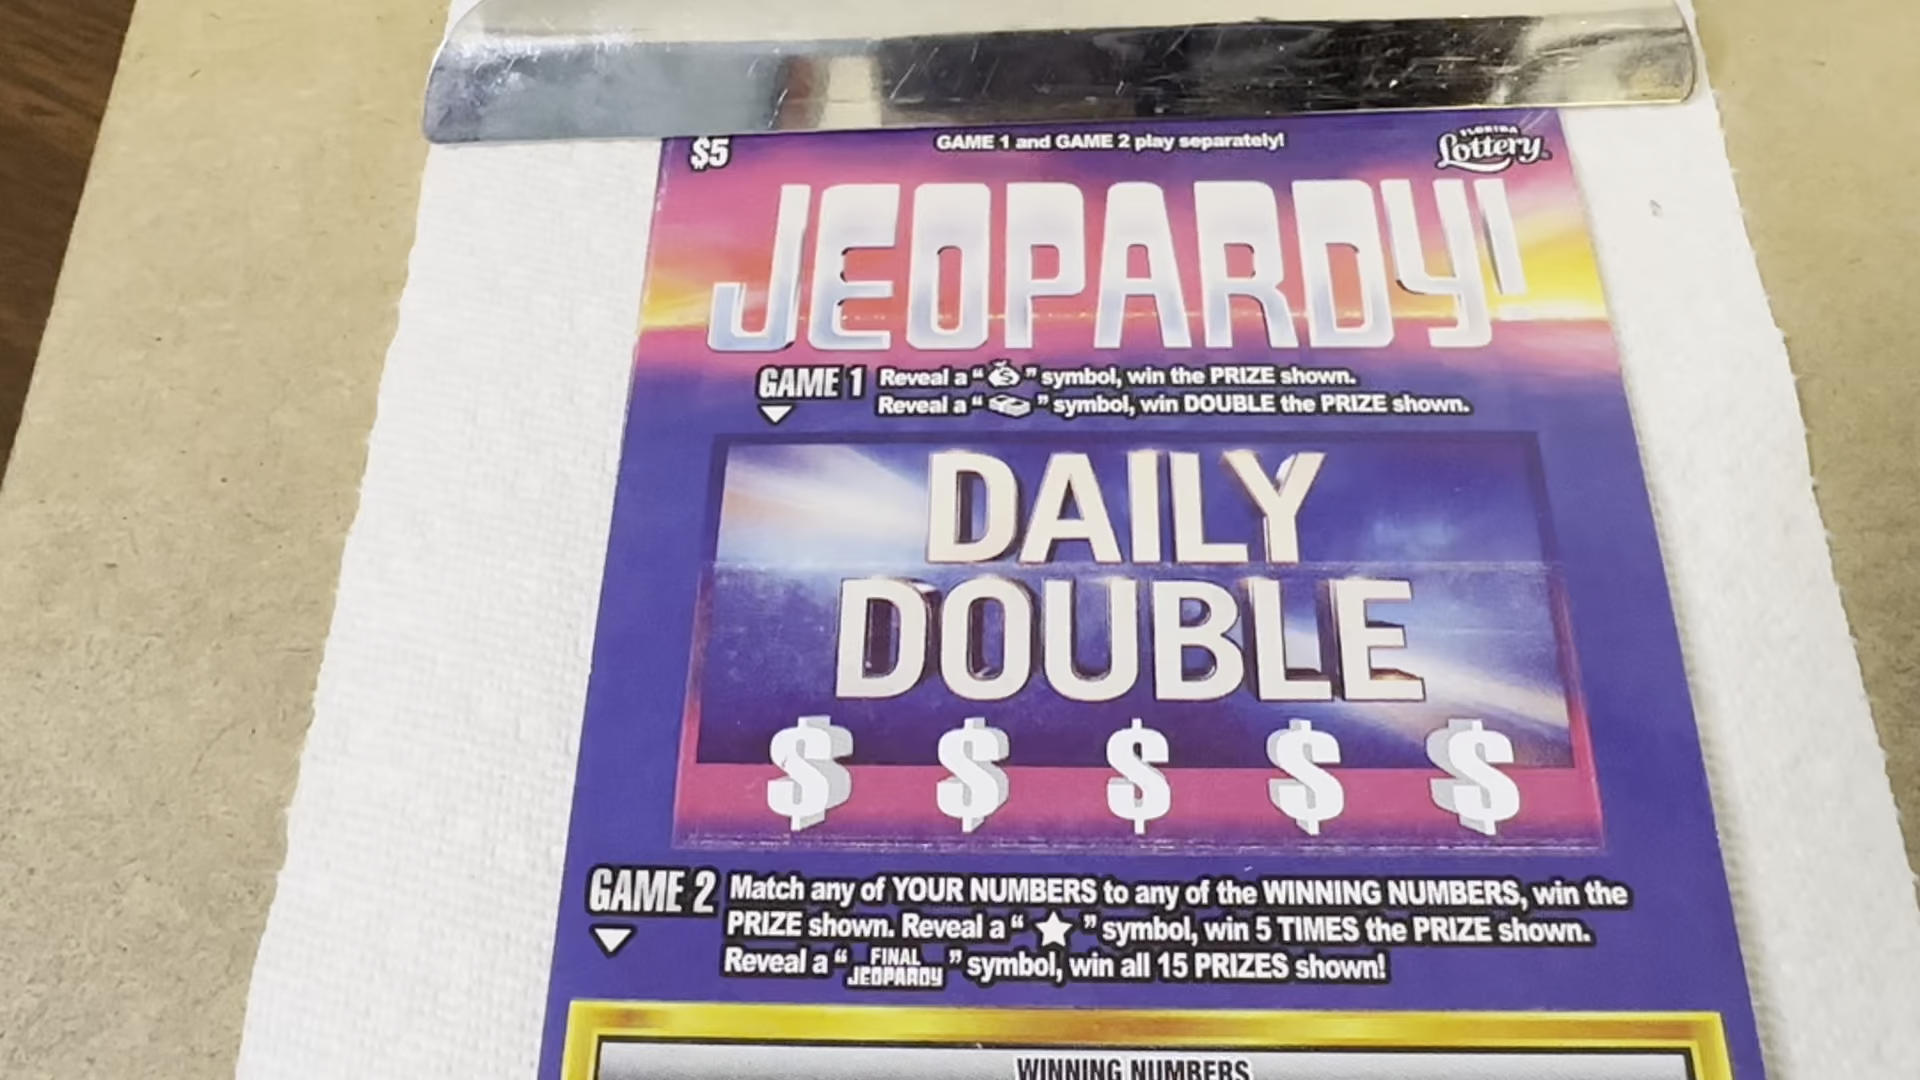 $5
GAME 1 and GAME 2 play separately!
FLORIDA
Lottery
JEOPARDY!
GAME 1
Reveal a " " symbol, win the PRIZE shown.
Reveal a " " symbol, win DOUBLE the PRIZE shown.
DAILY
DOUBLE
$ $ $ $ $
GAME 2
Match any of YOUR NUMBERS to any of the WINNING NUMBERS, win the
PRIZE shown. Reveal a "★" symbol, win 5 TIMES the PRIZE shown.
Reveal a "FINAL JEOPARDY" symbol, win all 15 PRIZES shown!
WINNING NUMBERS